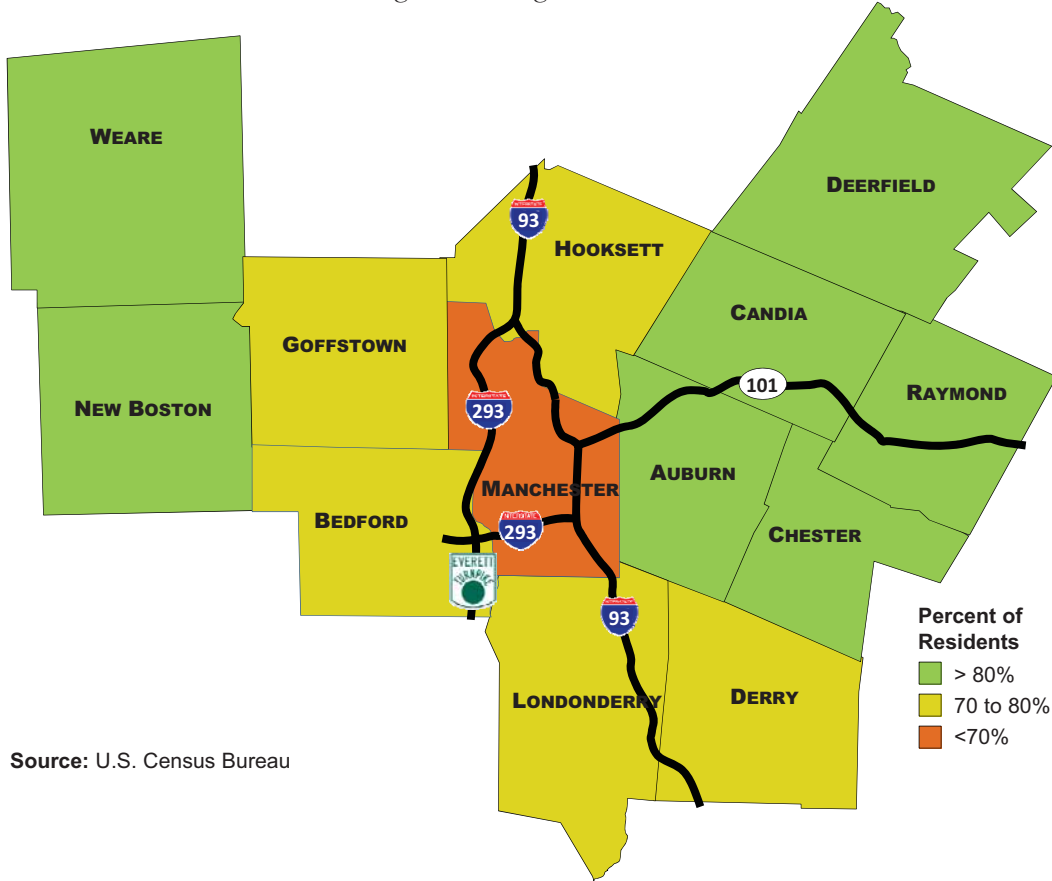 WEARE
DEERFIELD
93
HOOKSETT
CANDIA
GOFFSTOWN
101
RAYMOND
NEW BOSTON
293
AUBURN
MANCHESTER
BEDFORD
293
CHESTER
EVERETT
TURNPIKE
93
Percent of
Residents
> 80%
LONDONDERRY
DERRY
70 to 80%
<70%
Source: U.S. Census Bureau